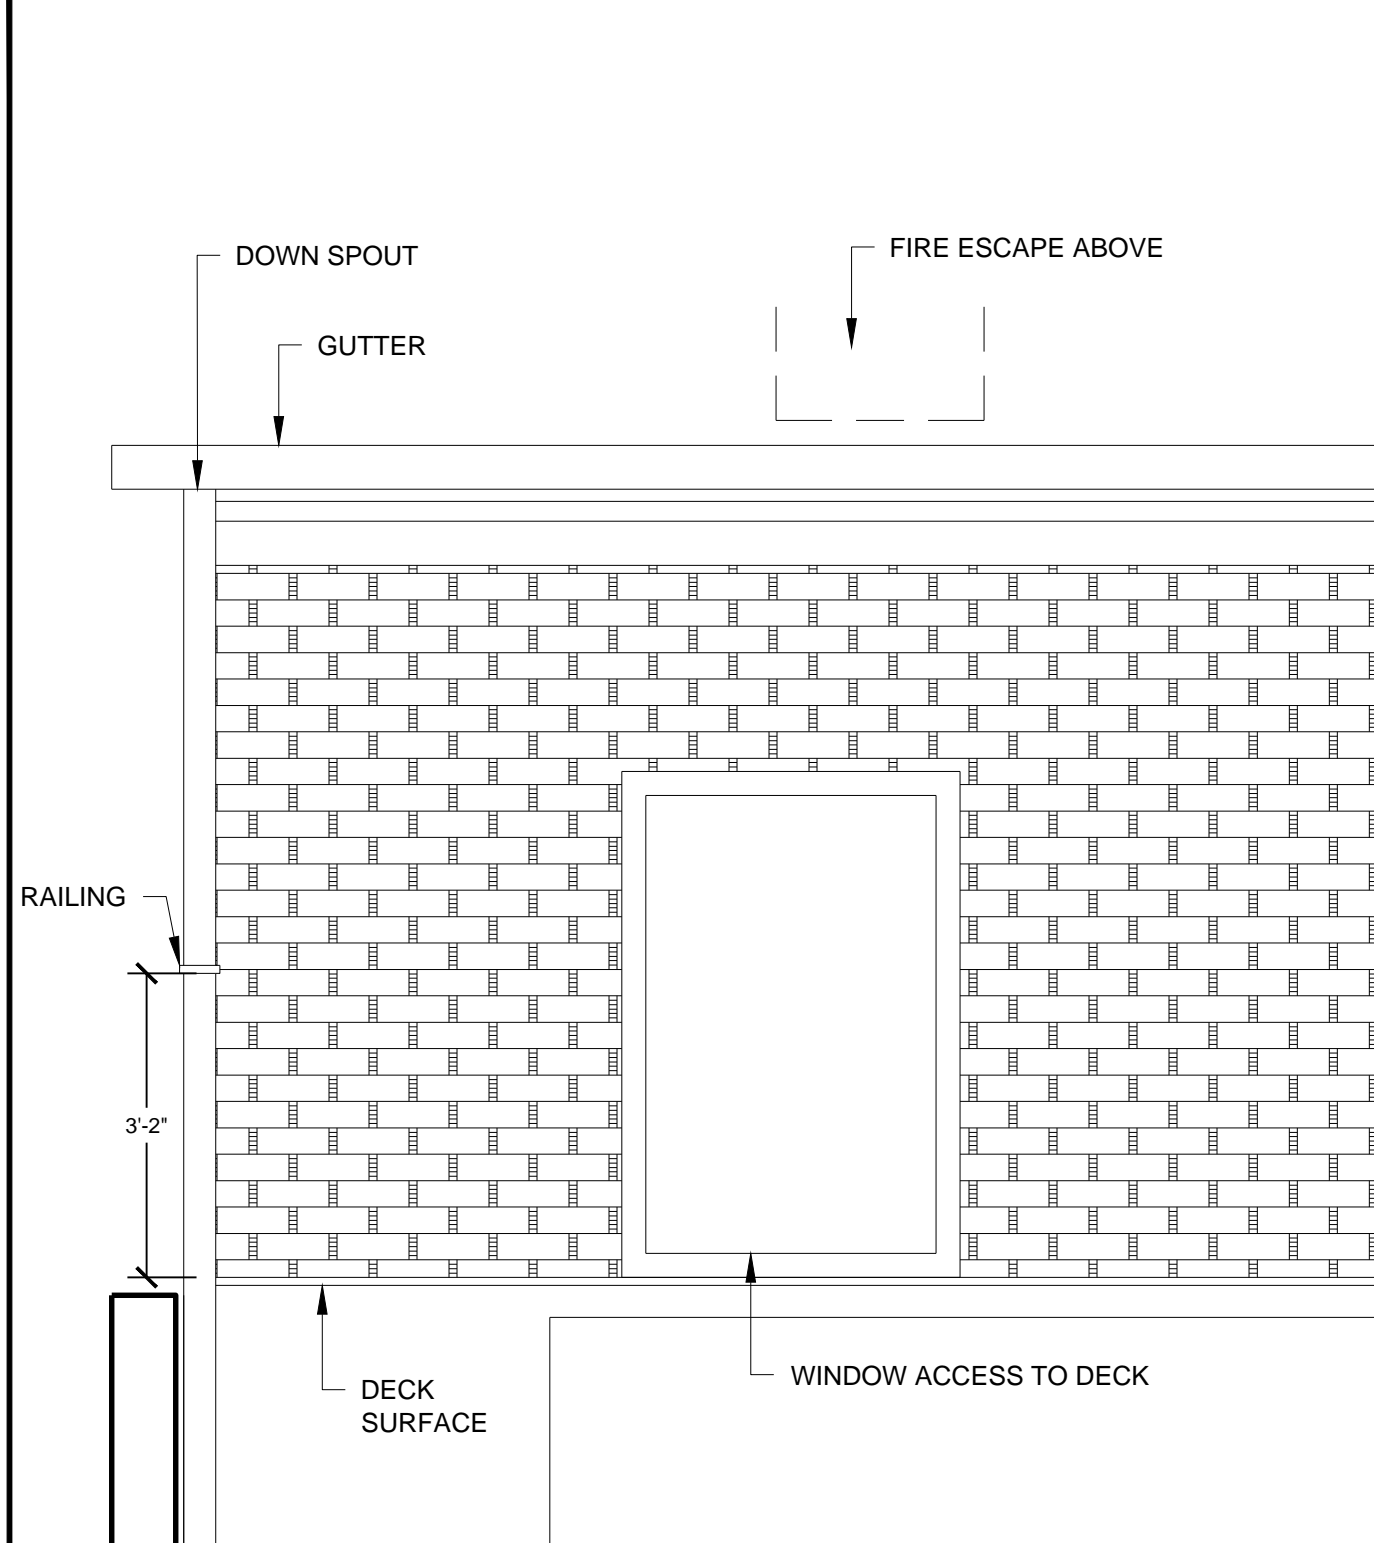 FIRE ESCAPE ABOVE
DOWN SPOUT
GUTTER
RAILING
3'-2"
WINDOW ACCESS TO DECK
DECK
SURFACE